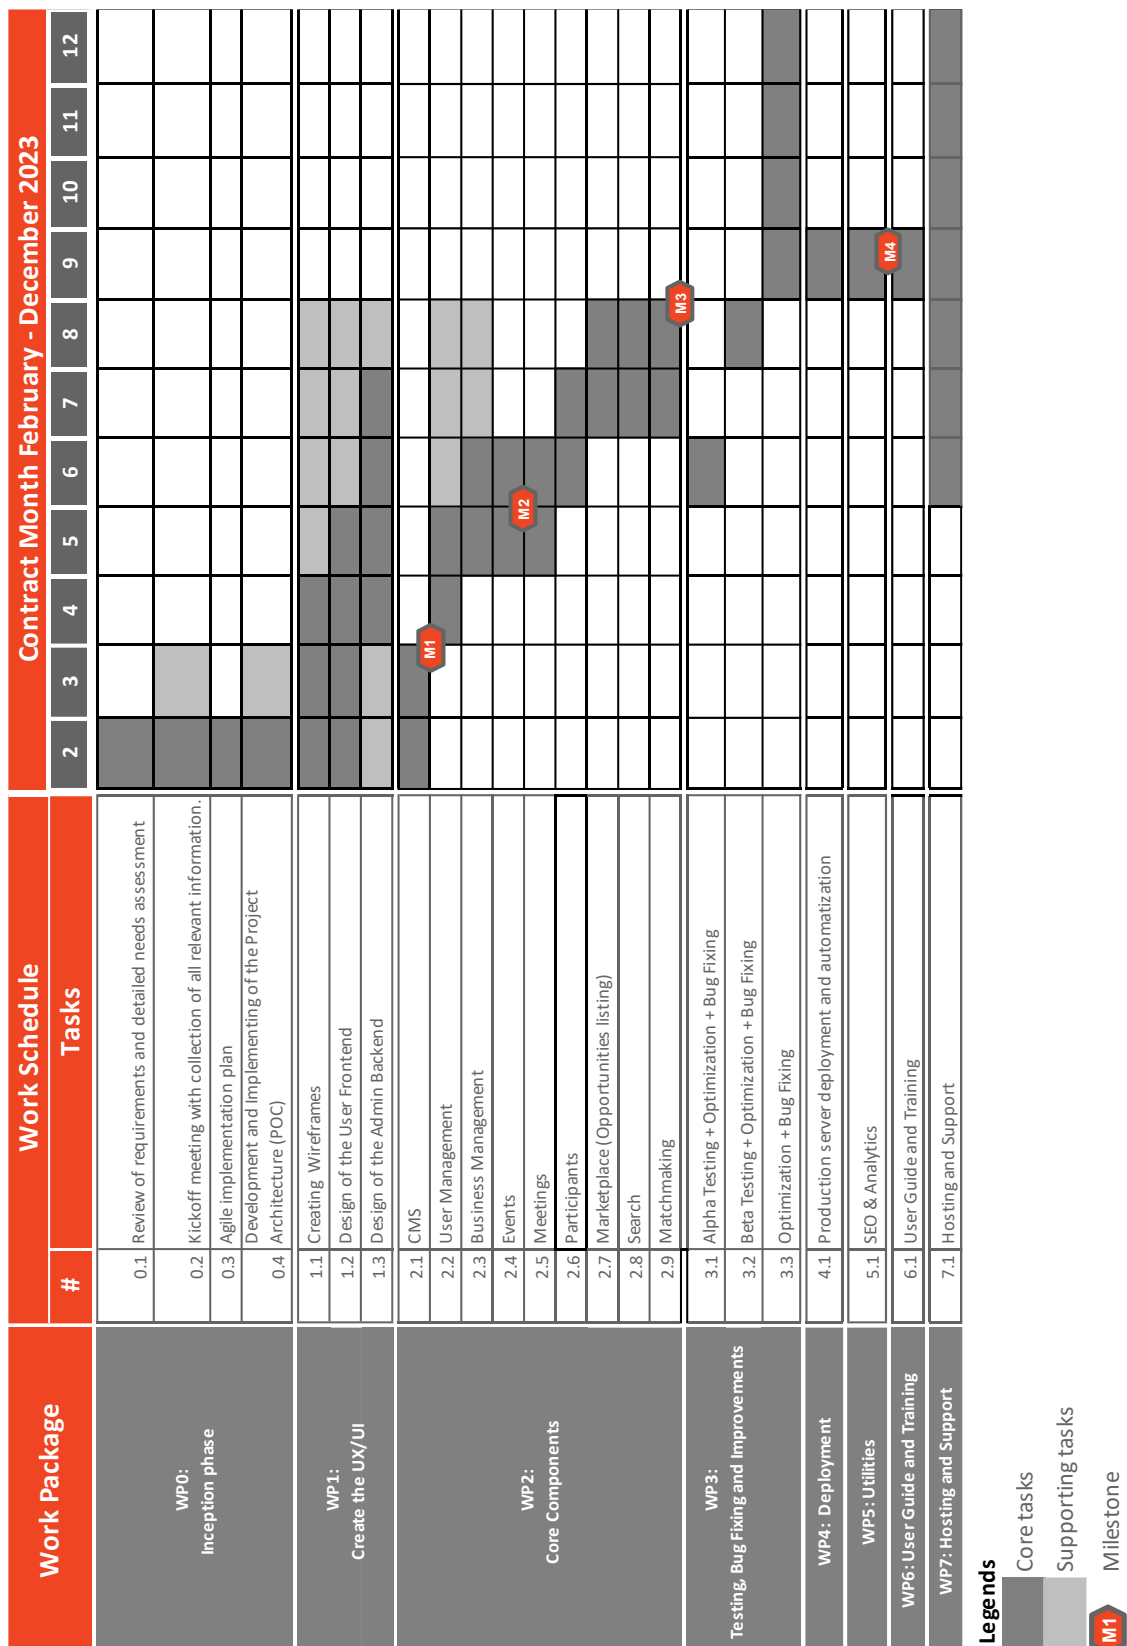 Work Package
Work Schedule
Contract Month February - December 2023
#
Tasks
2
3
4
5
6
7
8
9
10
11
12
WP0:
Inception phase
0.1
Review of requirements and detailed needs assessment
0.2
Kickoff meeting with collection of all relevant information.
0.3
Agile implementation plan
0.4
Development and Implementing of the Project
Architecture (POC)
WP1:
Create the UX/UI
1.1
Creating Wireframes
1.2
Design of the User Frontend
1.3
Design of the Admin Backend
WP2:
Core Components
2.1
CMS
M1
2.2
User Management
2.3
Business Management
2.4
Events
M2
2.5
Meetings
2.6
Participants
2.7
Marketplace (Opportunities listing)
2.8
Search
2.9
Matchmaking
M3
WP3:
Testing, Bug Fixing and Improvements
3.1
Alpha Testing + Optimization + Bug Fixing
3.2
Beta Testing + Optimization + Bug Fixing
3.3
Optimization + Bug Fixing
WP4: Deployment
4.1
Production server deployment and automatization
WP5: Utilities
5.1
SEO & Analytics
M4
WP6: User Guide and Training
6.1
User Guide and Training
WP7: Hosting and Support
7.1
Hosting and Support
Legends
Core tasks
Supporting tasks
M1
Milestone